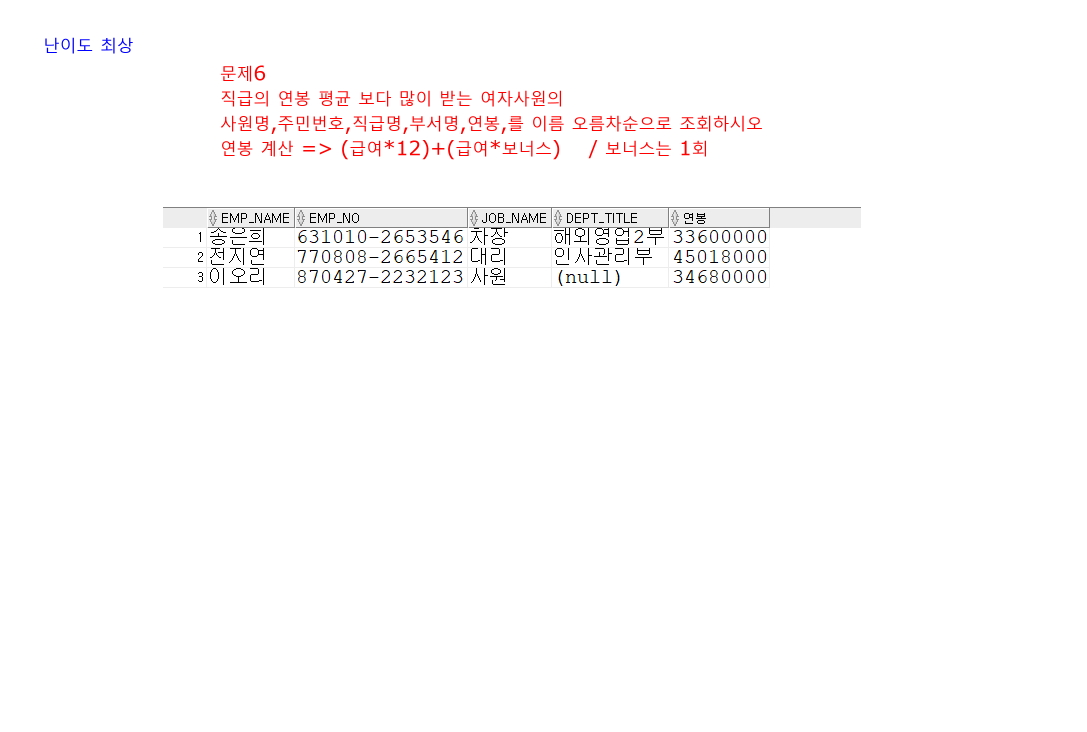 난이도 최상
문제6
직급의 연봉 평균 보다 많이 받는 여자사원의
사원명,주민번호,직급명,부서명,연봉,를 이름 오름차순으로 조회하시오
연봉 계산 => (급여*12)+(급여*보너스) / 보너스는 1회
EMP_NAME EMP_NO JOB_NAME DEPT_TITLE 연봉
1 송은희 631010-2653546 차장 해외영업2부 33600000
2 전지연 770808-2665412 대리 인사관리부 45018000
3 이오리 870427-2232123 사원 (null) 34680000